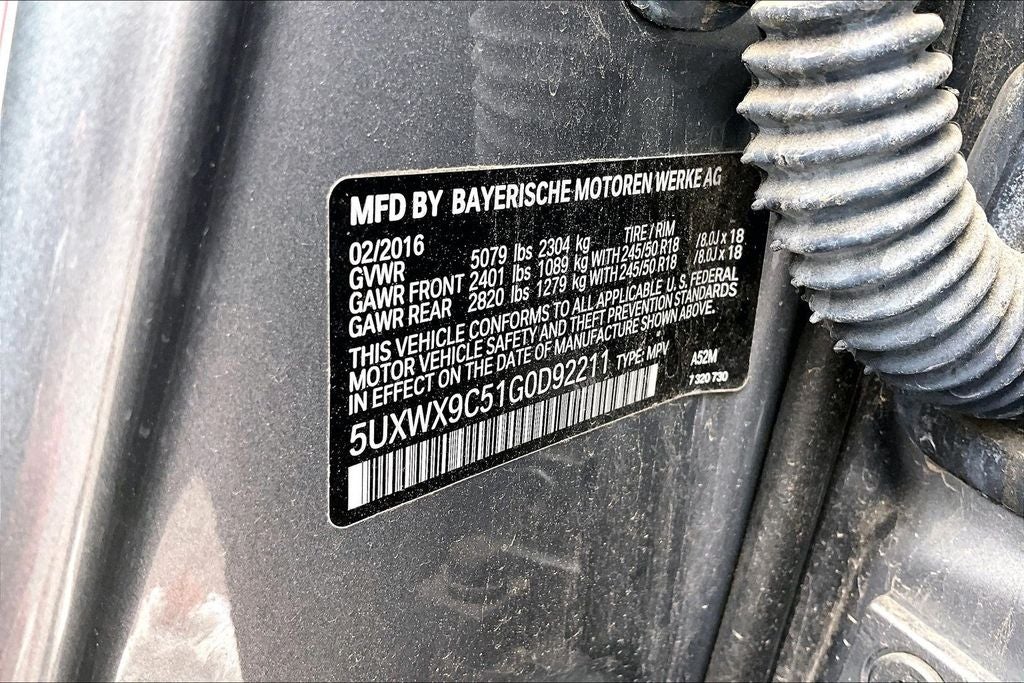 MFD BY BAYERISCHE MOTOREN WERKE AG
02/2016 TIRE / RIM
GVWR 5079 lbs 2304 kg
GAWR FRONT 2401 lbs 1089 kg WITH 245/50 R18 /8.0J x 18
GAWR REAR 2820 lbs 1279 kg WITH 245/50 R18 /8.0J x 18
THIS VEHICLE CONFORMS TO ALL APPLICABLE U.S. FEDERAL
MOTOR VEHICLE SAFETY AND THEFT PREVENTION STANDARDS
IN EFFECT ON THE DATE OF MANUFACTURE SHOWN ABOVE.
5UXWX9C51G0D92211 TYPE: MPV A52M
7 320 730